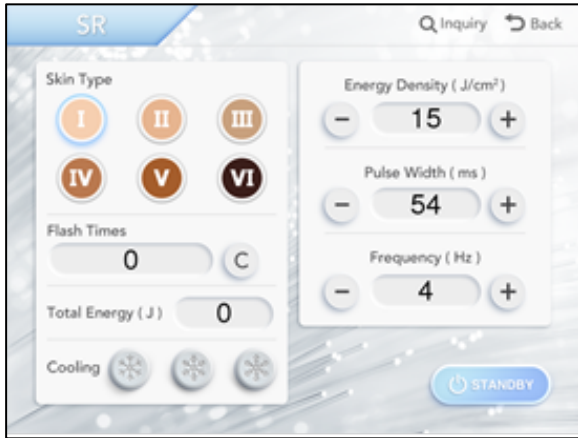 SR
Inquiry
Back
Skin Type
I II III
IV V VI
Flash Times
0 C
Total Energy ( J ) 0
Cooling
Energy Density ( J/cm² )
− 15 +
Pulse Width ( ms )
− 54 +
Frequency ( Hz )
− 4 +
STANDBY